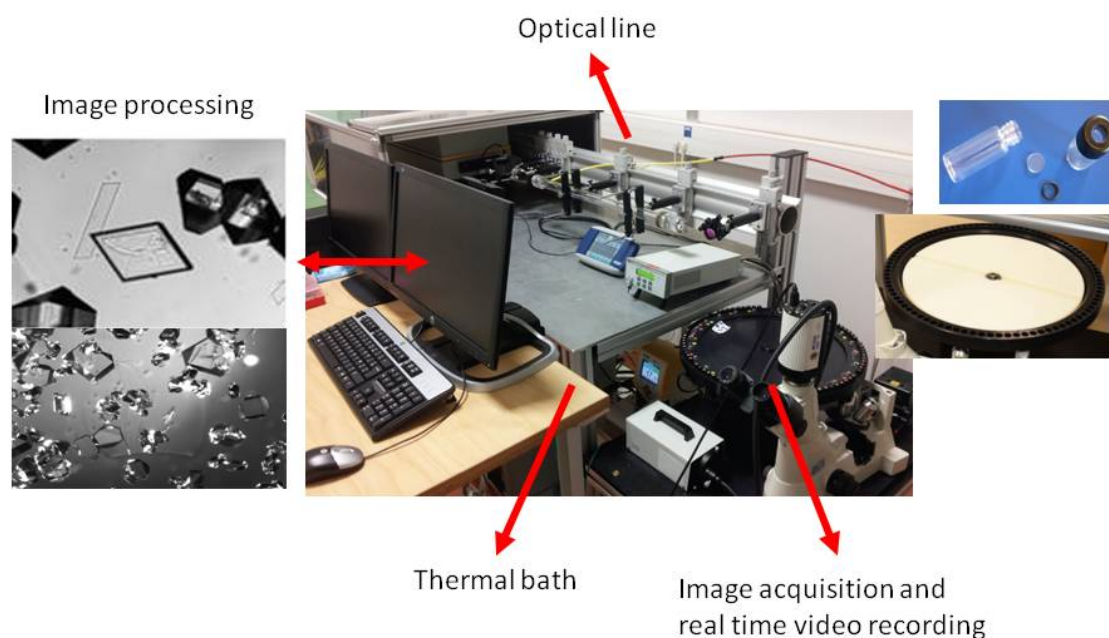 Optical line
Image processing
Thermal bath
Image acquisition and
real time video recording